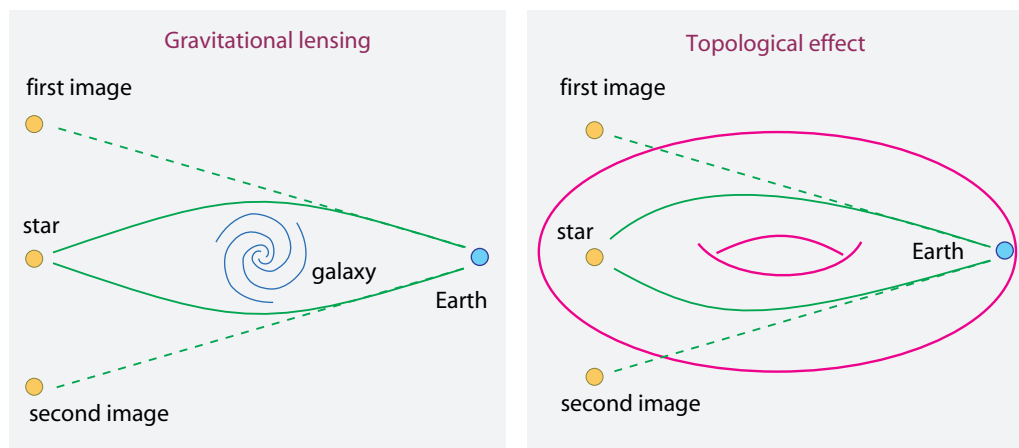 Gravitational lensing
first image
star
galaxy
Earth
second image
Topological effect
first image
star
Earth
second image